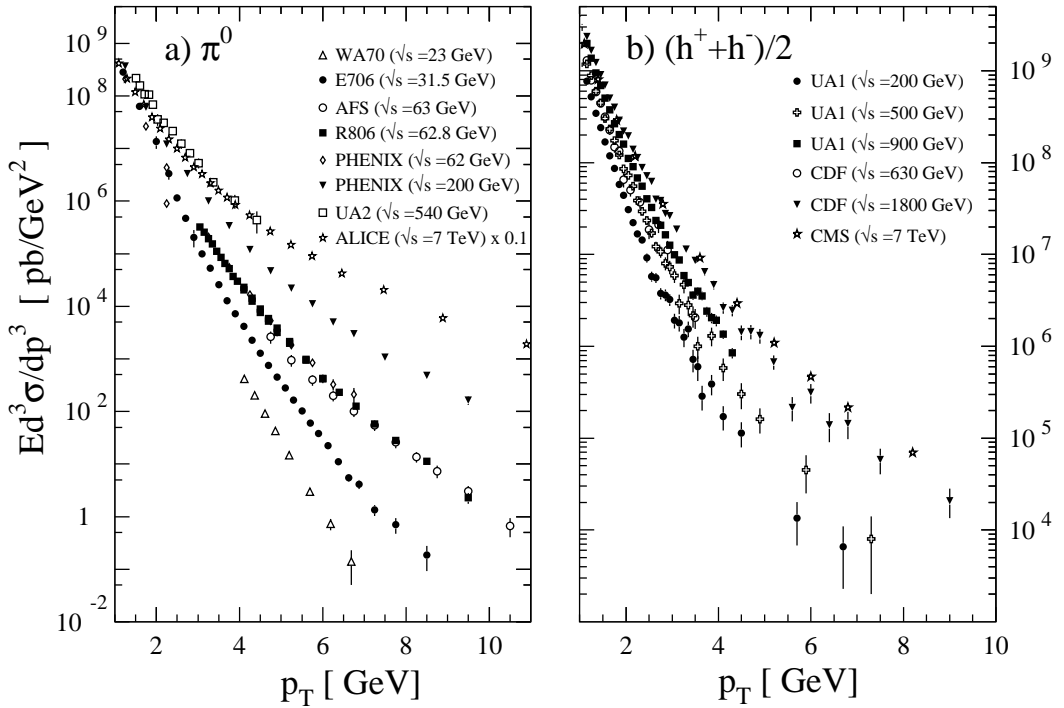 Ed³σ/dp³ [ pb/GeV² ]
a) π⁰
WA70 (√s =23 GeV)
E706 (√s =31.5 GeV)
AFS (√s =63 GeV)
R806 (√s =62.8 GeV)
PHENIX (√s =62 GeV)
PHENIX (√s =200 GeV)
UA2 (√s =540 GeV)
ALICE (√s =7 TeV) x 0.1
10⁹
10⁸
10⁶
10⁴
10²
1
10⁻²
2 4 6 8 10
p_T [ GeV]
b) (h⁺+h⁻)/2
UA1 (√s =200 GeV)
UA1 (√s =500 GeV)
UA1 (√s =900 GeV)
CDF (√s =630 GeV)
CDF (√s =1800 GeV)
CMS (√s =7 TeV)
10⁹
10⁸
10⁷
10⁶
10⁵
10⁴
2 4 6 8 10
p_T [ GeV]